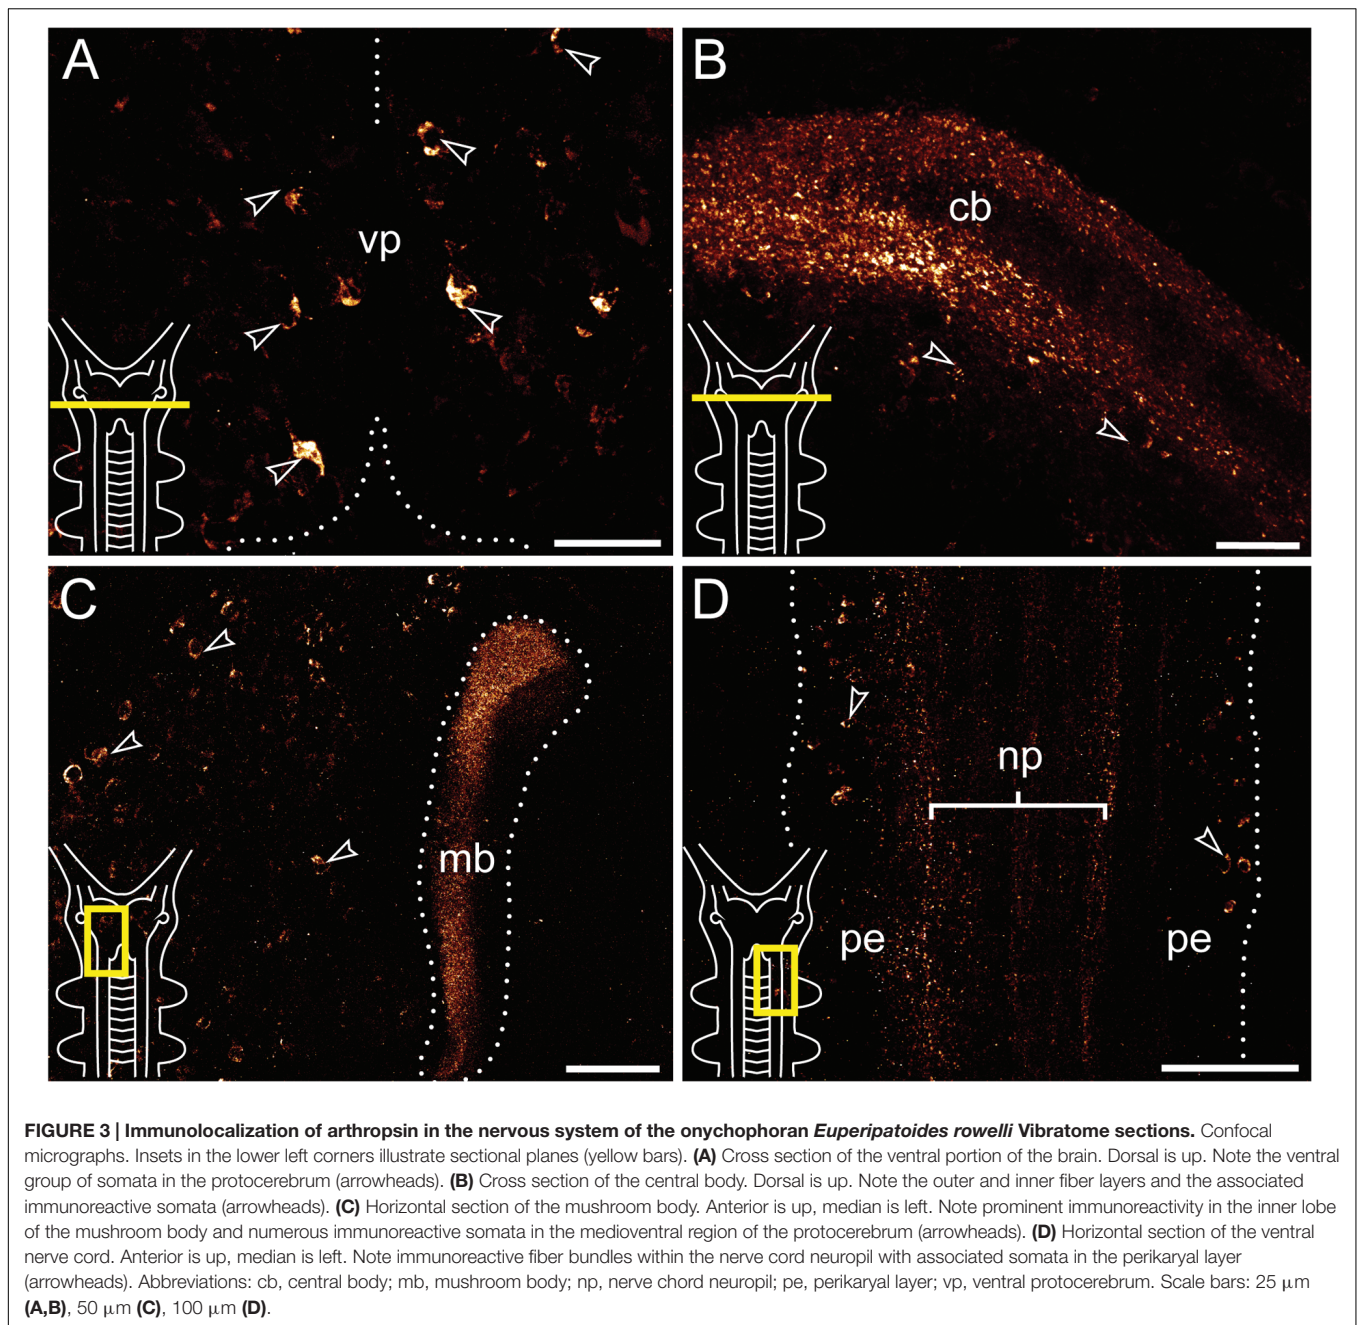 A
B
vp
cb
C
D
np
mb
pe
pe
FIGURE 3 | Immunolocalization of arthropsin in the nervous system of the onychophoran Euperipatoides rowelli Vibratome sections. Confocal
micrographs. Insets in the lower left corners illustrate sectional planes (yellow bars). (A) Cross section of the ventral portion of the brain. Dorsal is up. Note the ventral
group of somata in the protocerebrum (arrowheads). (B) Cross section of the central body. Dorsal is up. Note the outer and inner fiber layers and the associated
immunoreactive somata (arrowheads). (C) Horizontal section of the mushroom body. Anterior is up, median is left. Note prominent immunoreactivity in the inner lobe
of the mushroom body and numerous immunoreactive somata in the medioventral region of the protocerebrum (arrowheads). (D) Horizontal section of the ventral
nerve cord. Anterior is up, median is left. Note immunoreactive fiber bundles within the nerve cord neuropil with associated somata in the perikaryal layer
(arrowheads). Abbreviations: cb, central body; mb, mushroom body; np, nerve chord neuropil; pe, perikaryal layer; vp, ventral protocerebrum. Scale bars: 25 μm
(A,B), 50 μm (C), 100 μm (D).